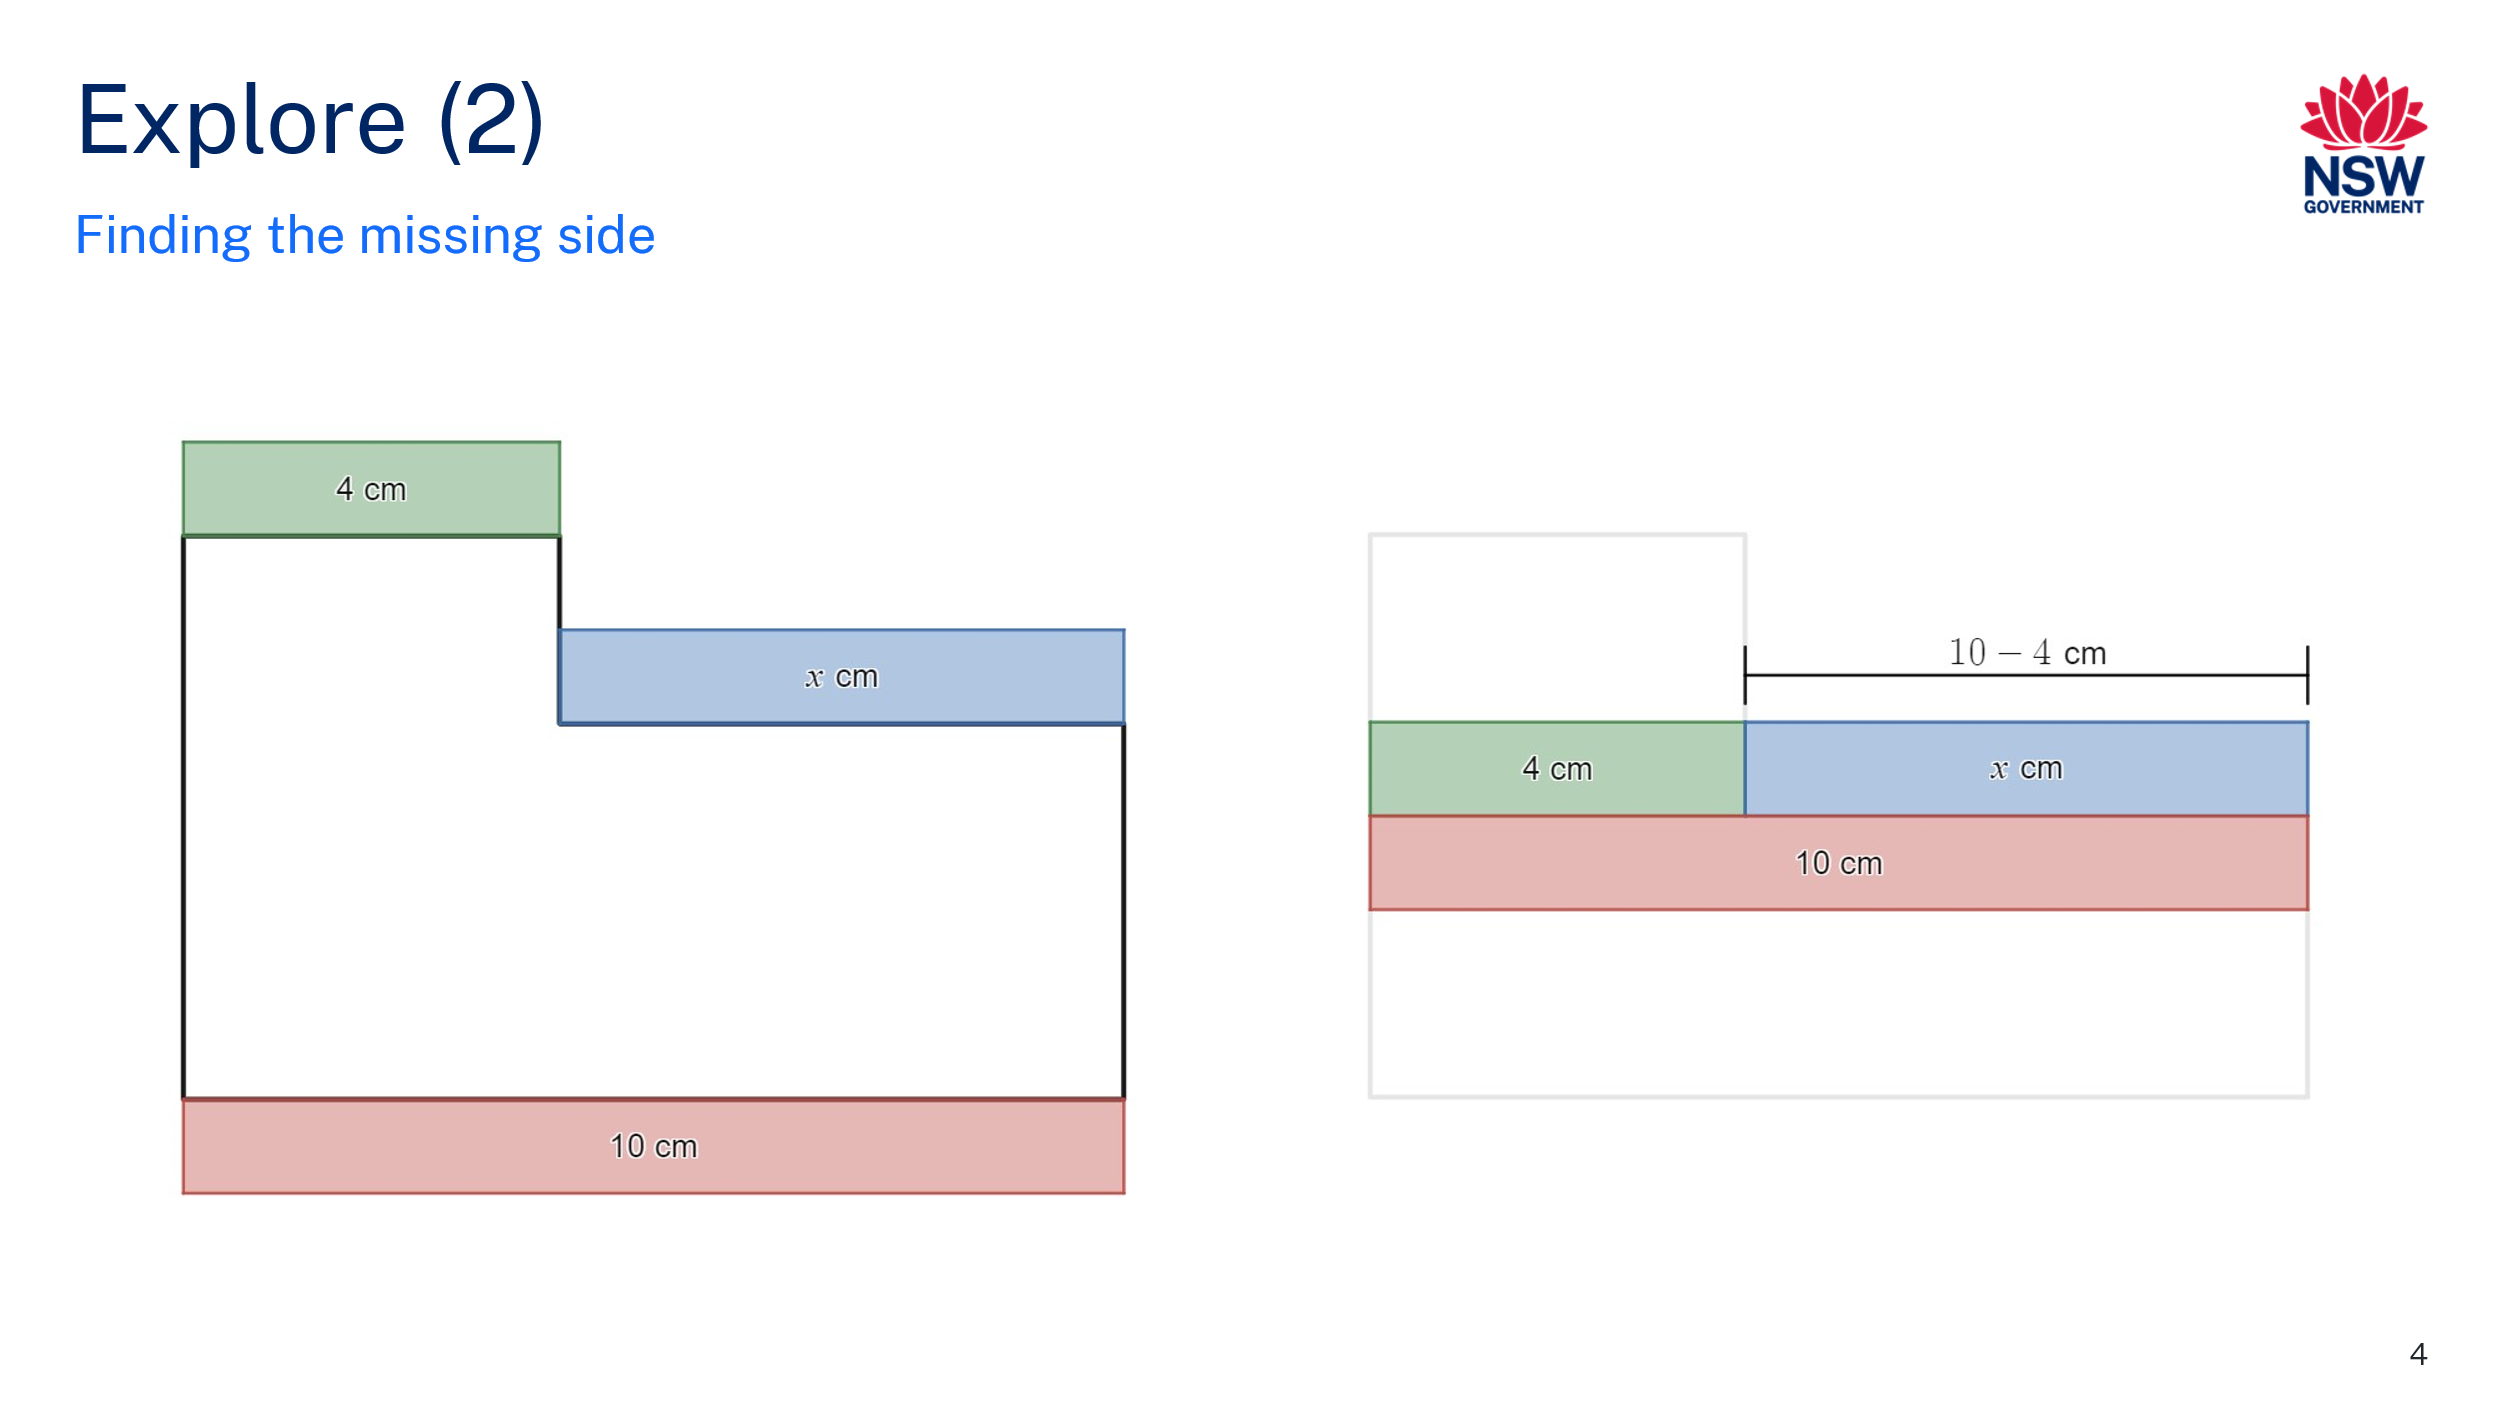 Explore (2)
Finding the missing side
NSW
GOVERNMENT
4 cm
x cm
10 cm
10 − 4 cm
4 cm
x cm
10 cm
4